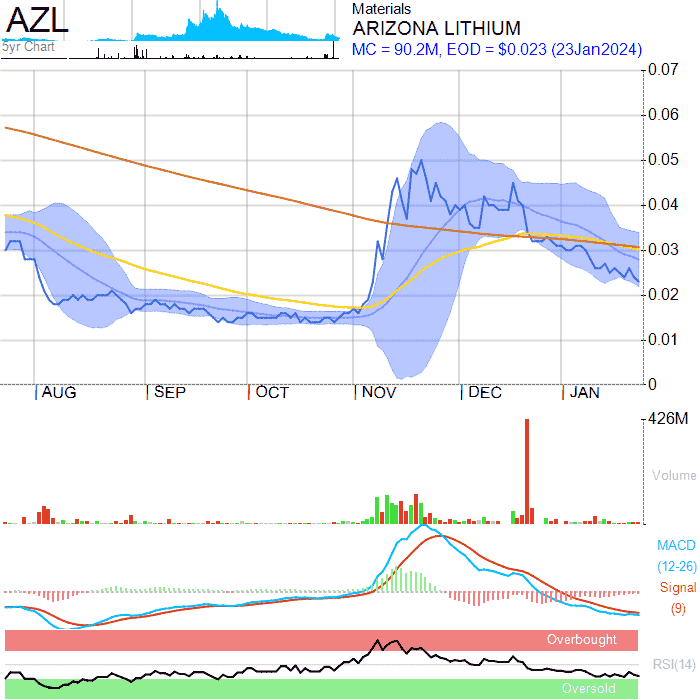 AZL
5yr Chart
Materials
ARIZONA LITHIUM
MC = 90.2M, EOD = $0.023 (23Jan2024)
0.07
0.06
0.05
0.04
0.03
0.02
0.01
0
AUG SEP OCT NOV DEC JAN
426M
Volume
MACD
(12-26)
Signal
(9)
Overbought
RSI(14)
Oversold